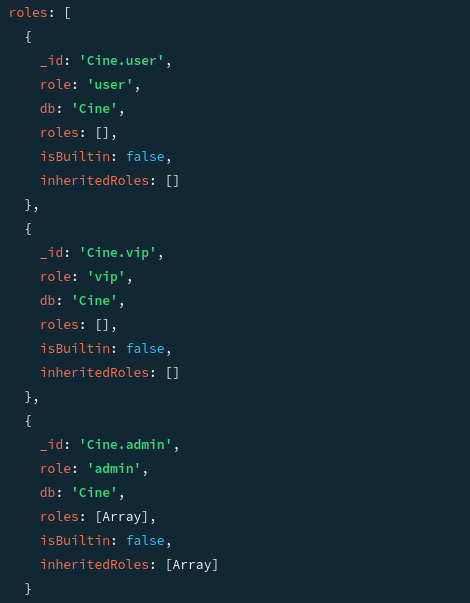 roles: [
  {
    _id: 'Cine.user',
    role: 'user',
    db: 'Cine',
    roles: [],
    isBuiltin: false,
    inheritedRoles: []
  },
  {
    _id: 'Cine.vip',
    role: 'vip',
    db: 'Cine',
    roles: [],
    isBuiltin: false,
    inheritedRoles: []
  },
  {
    _id: 'Cine.admin',
    role: 'admin',
    db: 'Cine',
    roles: [Array],
    isBuiltin: false,
    inheritedRoles: [Array]
  }